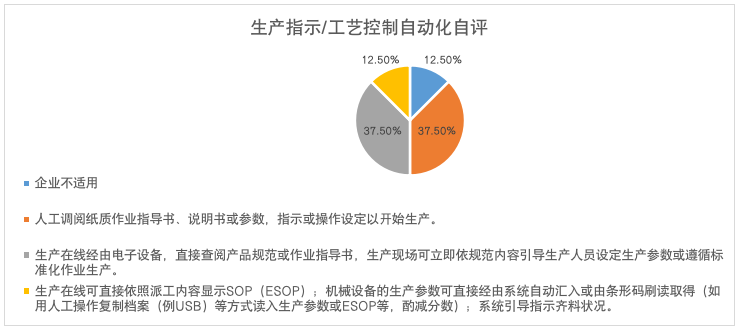 生产指示/工艺控制自动化自评
12.50%
12.50%
37.50%
37.50%
企业不适用
人工调阅纸质作业指导书、说明书或参数，指示或操作设定以开始生产。
生产在线经由电子设备，直接查阅产品规范或作业指导书，生产现场可立即依规范内容引导生产人员设定生产参数或遵循标
准化作业生产。
生产在线可直接依照派工内容显示SOP（ESOP）；机械设备的生产参数可直接经由系统自动汇入或由条形码刷读取得（如
用人工操作复制档案（例USB）等方式读入生产参数或ESOP等，酌减分数）；系统引导指示齐料状况。